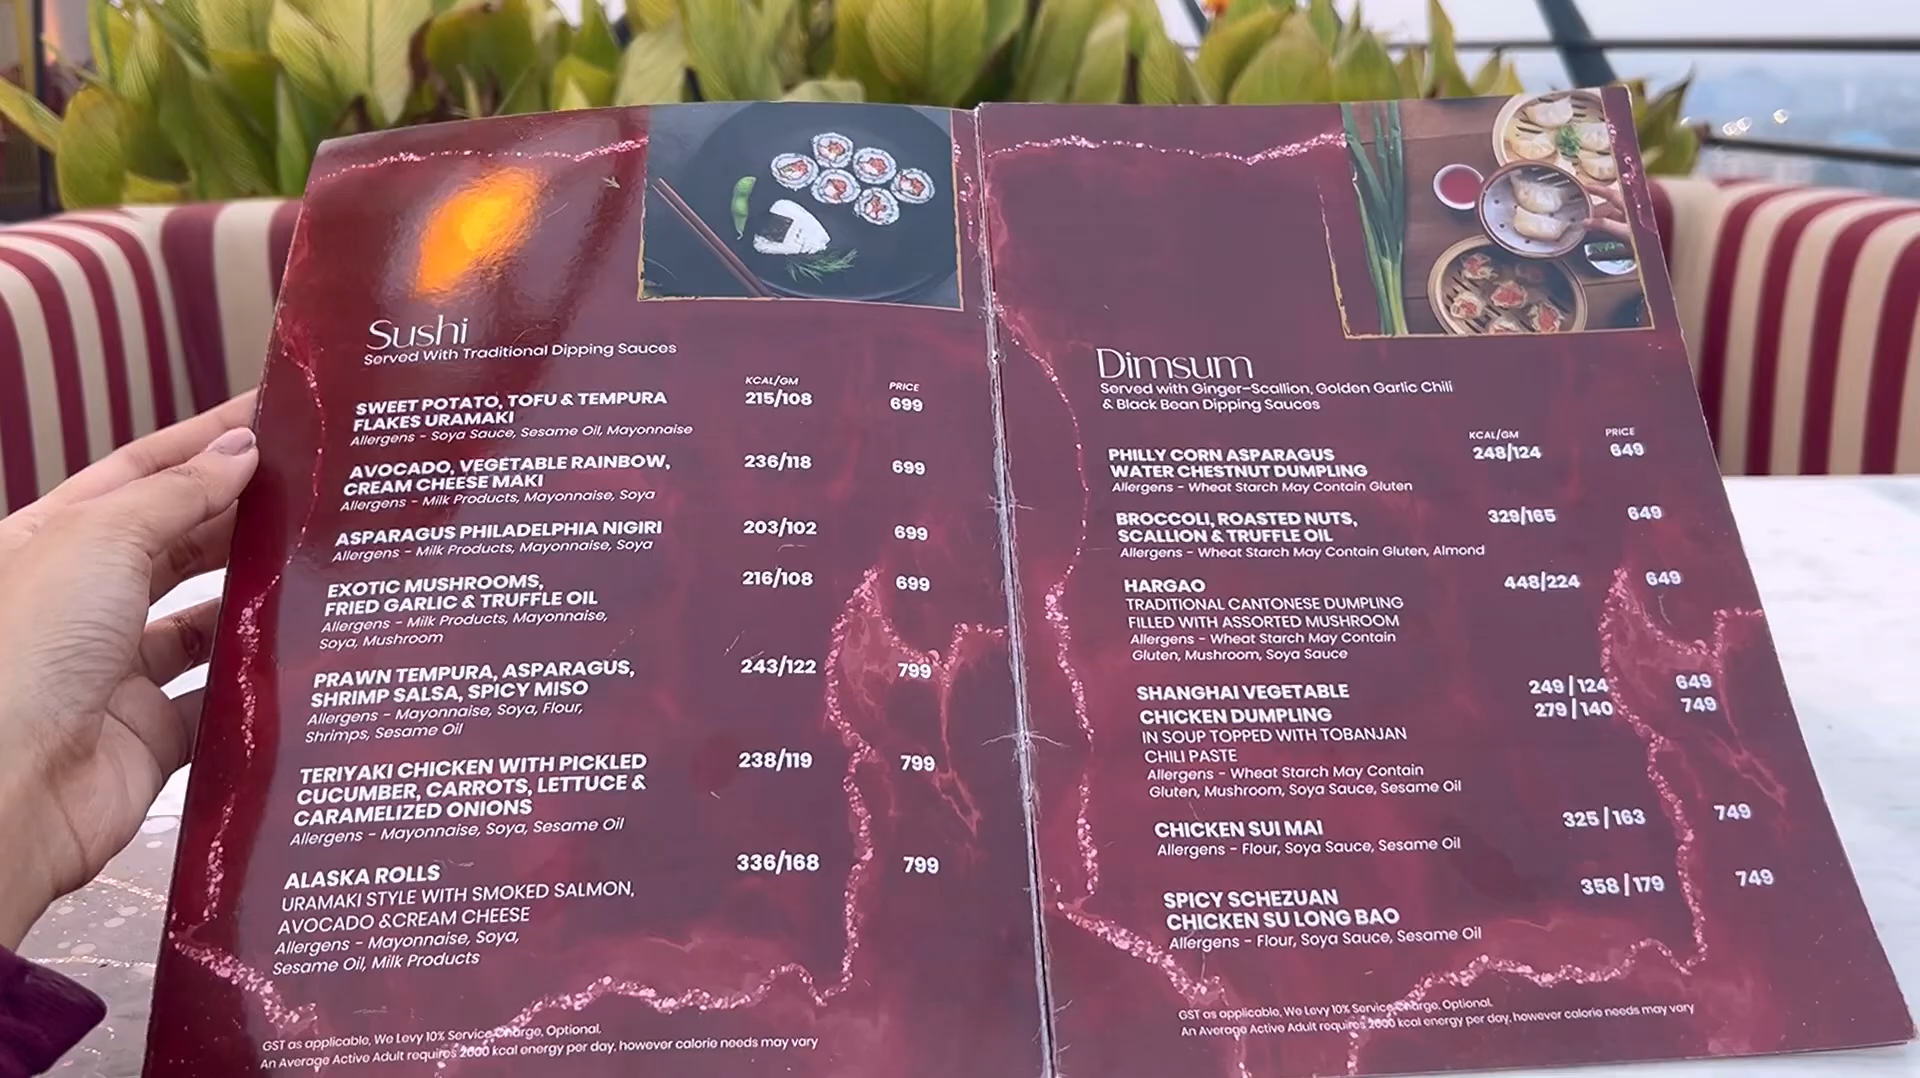 Sushi
Served With Traditional Dipping Sauces
KCAL/GM PRICE
SWEET POTATO, TOFU & TEMPURA 215/108 699
FLAKES URAMAKI
Allergens - Soya Sauce, Sesame Oil, Mayonnaise
AVOCADO, VEGETABLE RAINBOW, 236/118 699
CREAM CHEESE MAKI
Allergens - Milk Products, Mayonnaise, Soya
ASPARAGUS PHILADELPHIA NIGIRI 203/102 699
Allergens - Milk Products, Mayonnaise, Soya
EXOTIC MUSHROOMS, 216/108 699
FRIED GARLIC & TRUFFLE OIL
Allergens - Milk Products, Mayonnaise,
Soya, Mushroom
PRAWN TEMPURA, ASPARAGUS, 243/122 799
SHRIMP SALSA, SPICY MISO
Allergens - Mayonnaise, Soya, Flour,
Shrimps, Sesame Oil
TERIYAKI CHICKEN WITH PICKLED 238/119 799
CUCUMBER, CARROTS, LETTUCE &
CARAMELIZED ONIONS
Allergens - Mayonnaise, Soya, Sesame Oil
ALASKA ROLLS 336/168 799
URAMAKI STYLE WITH SMOKED SALMON,
AVOCADO &CREAM CHEESE
Allergens - Mayonnaise, Soya,
Sesame Oil, Milk Products
GST as applicable, We Levy 10% Service Charge, Optional.
An Average Active Adult requires 2000 kcal energy per day, however calorie needs may vary
Dimsum
Served with Ginger-Scallion, Golden Garlic Chili
& Black Bean Dipping Sauces
KCAL/GM PRICE
PHILLY CORN ASPARAGUS 248/124 649
WATER CHESTNUT DUMPLING
Allergens - Wheat Starch May Contain Gluten
BROCCOLI, ROASTED NUTS, 329/165 649
SCALLION & TRUFFLE OIL
Allergens - Wheat Starch May Contain Gluten, Almond
HARGAO 448/224 649
TRADITIONAL CANTONESE DUMPLING
FILLED WITH ASSORTED MUSHROOM
Allergens - Wheat Starch May Contain
Gluten, Mushroom, Soya Sauce
SHANGHAI VEGETABLE 249|124 649
CHICKEN DUMPLING 279|140 749
IN SOUP TOPPED WITH TOBANJAN
CHILI PASTE
Allergens - Wheat Starch May Contain
Gluten, Mushroom, Soya Sauce, Sesame Oil
CHICKEN SUI MAI 325|163 749
Allergens - Flour, Soya Sauce, Sesame Oil
SPICY SCHEZUAN 358|179 749
CHICKEN SU LONG BAO
Allergens - Flour, Soya Sauce, Sesame Oil
GST as applicable, We Levy 10% Service Charge, Optional.
An Average Active Adult requires 2000 kcal energy per day, however calorie needs may vary